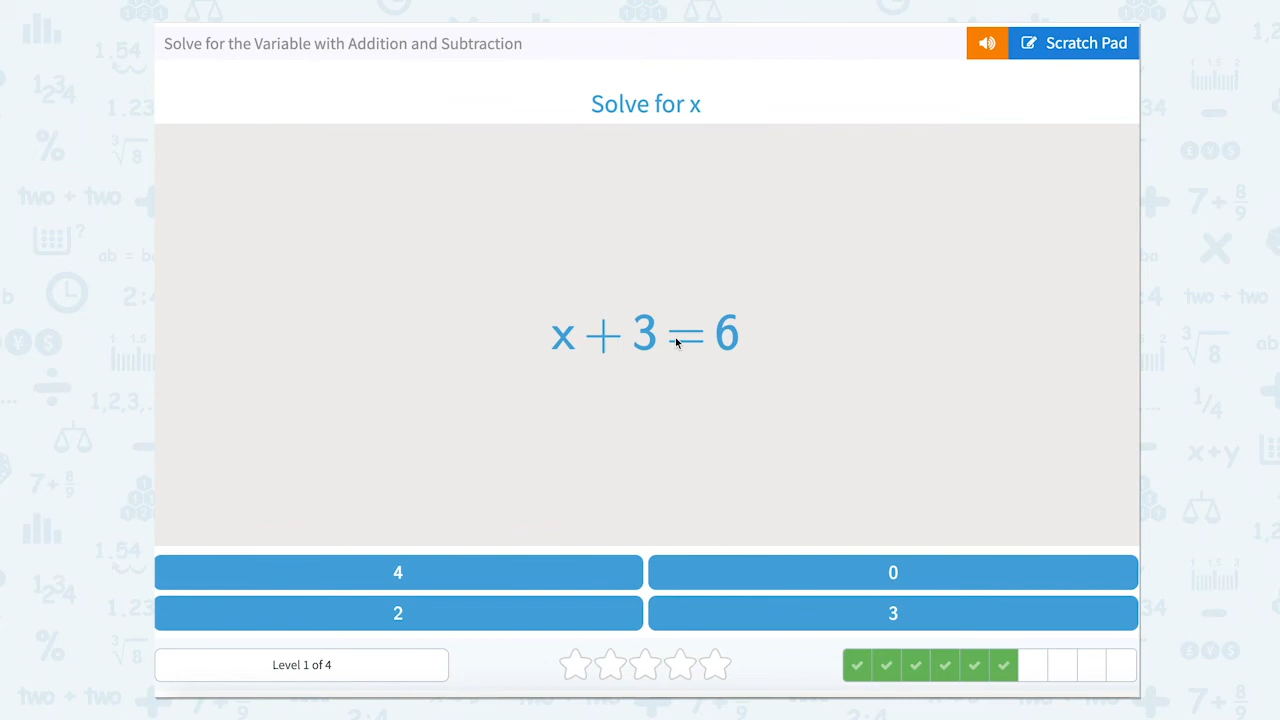 Solve for the Variable with Addition and Subtraction
Scratch Pad
Solve for x
x + 3 = 6
4
0
2
3
Level 1 of 4